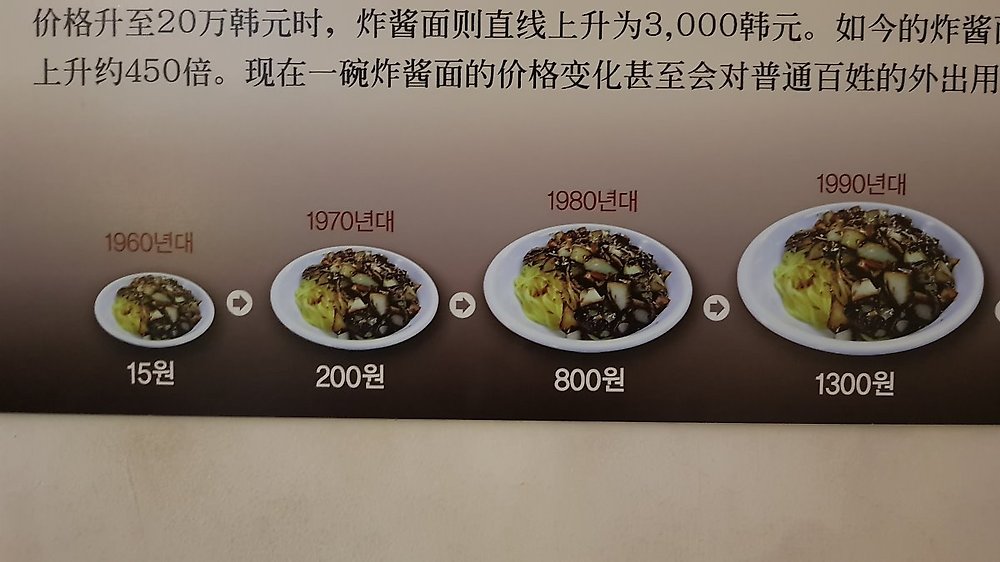 价格升至20万韩元时，炸酱面则直线上升为3,000韩元。如今的炸酱
上升约450倍。现在一碗炸酱面的价格变化甚至会对普通百姓的外出用
1960년대
1970년대
1980년대
1990년대
15원
200원
800원
1300원